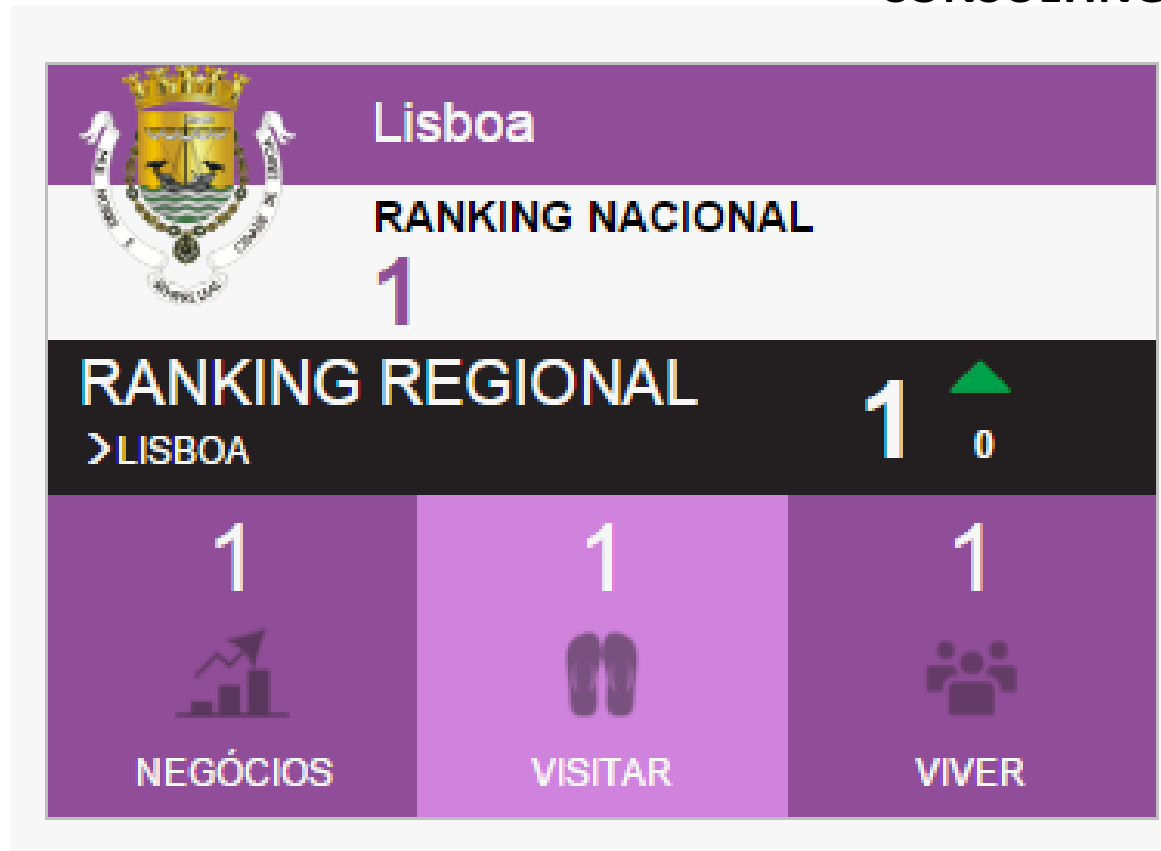 Lisboa
RANKING NACIONAL
1
RANKING REGIONAL
>LISBOA
1
0
1
1
1
NEGÓCIOS
VISITAR
VIVER